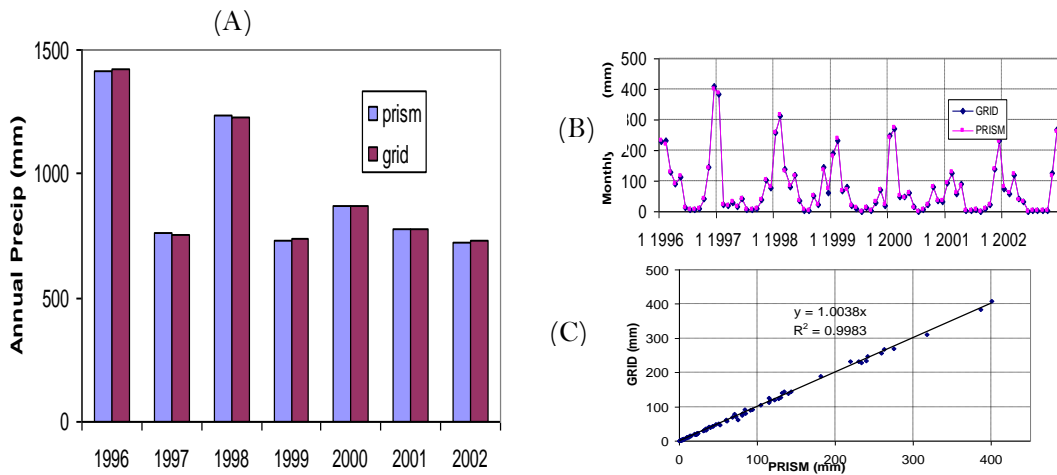 (A)
Annual Precip (mm)
1500
1000
500
0
prism
grid
1996 1997 1998 1999 2000 2001 2002
(B)
Monthly (mm)
500
400
300
200
100
0
GRID
PRISM
1 1996 1 1997 1 1998 1 1999 1 2000 1 2001 1 2002
(C)
GRID (mm)
500
400
300
200
100
0
y = 1.0038x
R² = 0.9983
0 100 200 300 400
PRISM (mm)